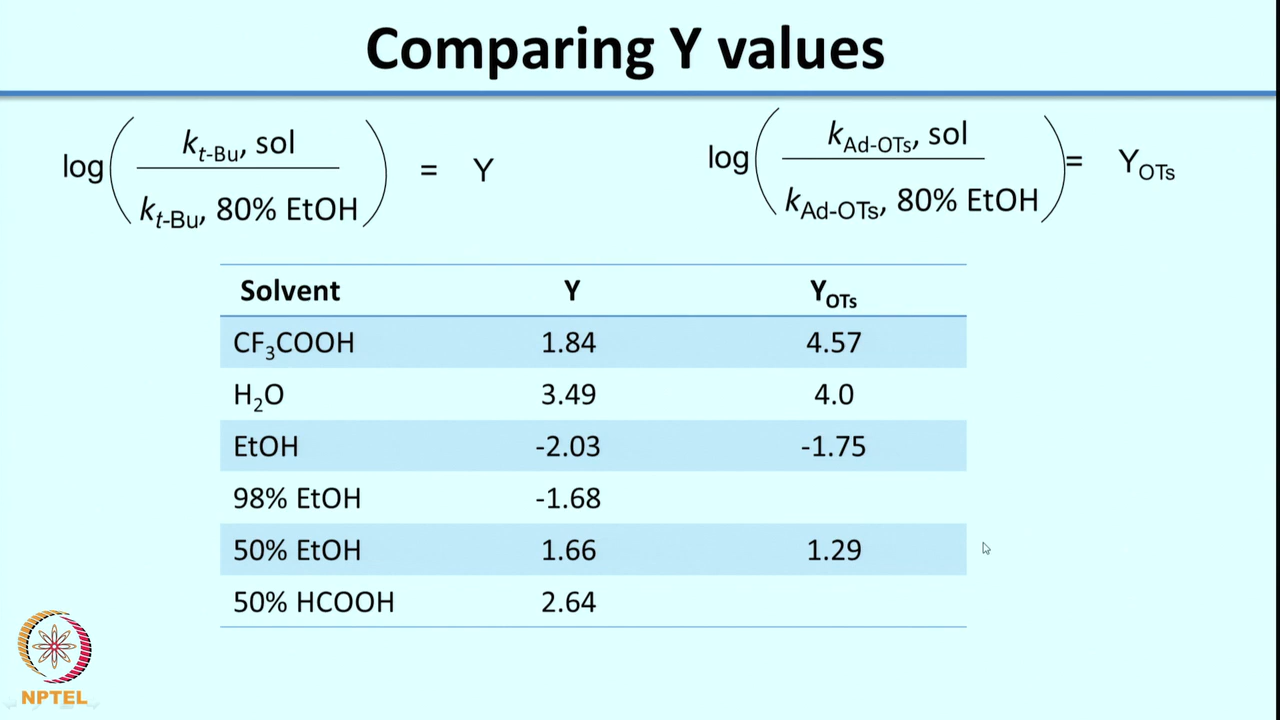 Comparing Y values
log(k_t-Bu, sol / k_t-Bu, 80% EtOH) = Y
log(k_Ad-OTs, sol / k_Ad-OTs, 80% EtOH) = Y_OTs
Solvent Y Y_OTs
CF₃COOH 1.84 4.57
H₂O 3.49 4.0
EtOH -2.03 -1.75
98% EtOH -1.68
50% EtOH 1.66 1.29
50% HCOOH 2.64
NPTEL